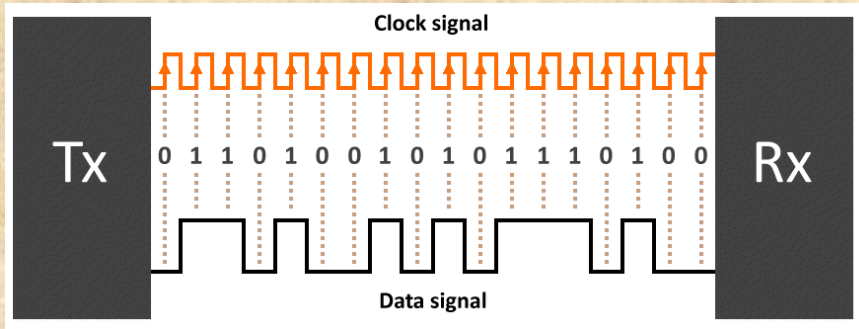 Clock signal
Tx
0 1 1 0 1 0 0 1 0 1 0 1 1 1 0 1 0 0
Rx
Data signal